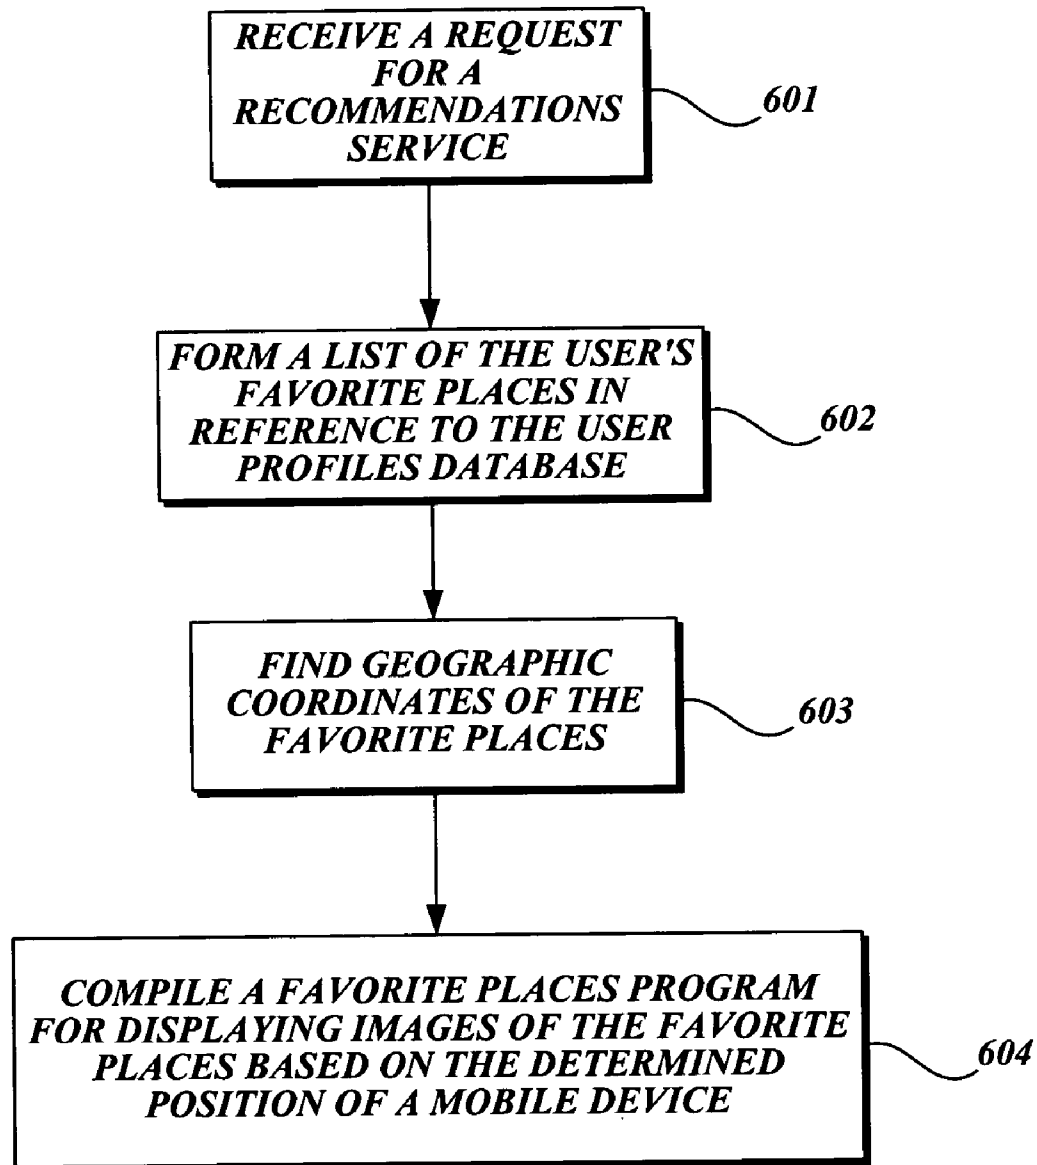 RECEIVE A REQUEST
FOR A
RECOMMENDATIONS
SERVICE
601
FORM A LIST OF THE USER'S
FAVORITE PLACES IN
REFERENCE TO THE USER
PROFILES DATABASE
602
FIND GEOGRAPHIC
COORDINATES OF THE
FAVORITE PLACES
603
COMPILE A FAVORITE PLACES PROGRAM
FOR DISPLAYING IMAGES OF THE FAVORITE
PLACES BASED ON THE DETERMINED
POSITION OF A MOBILE DEVICE
604